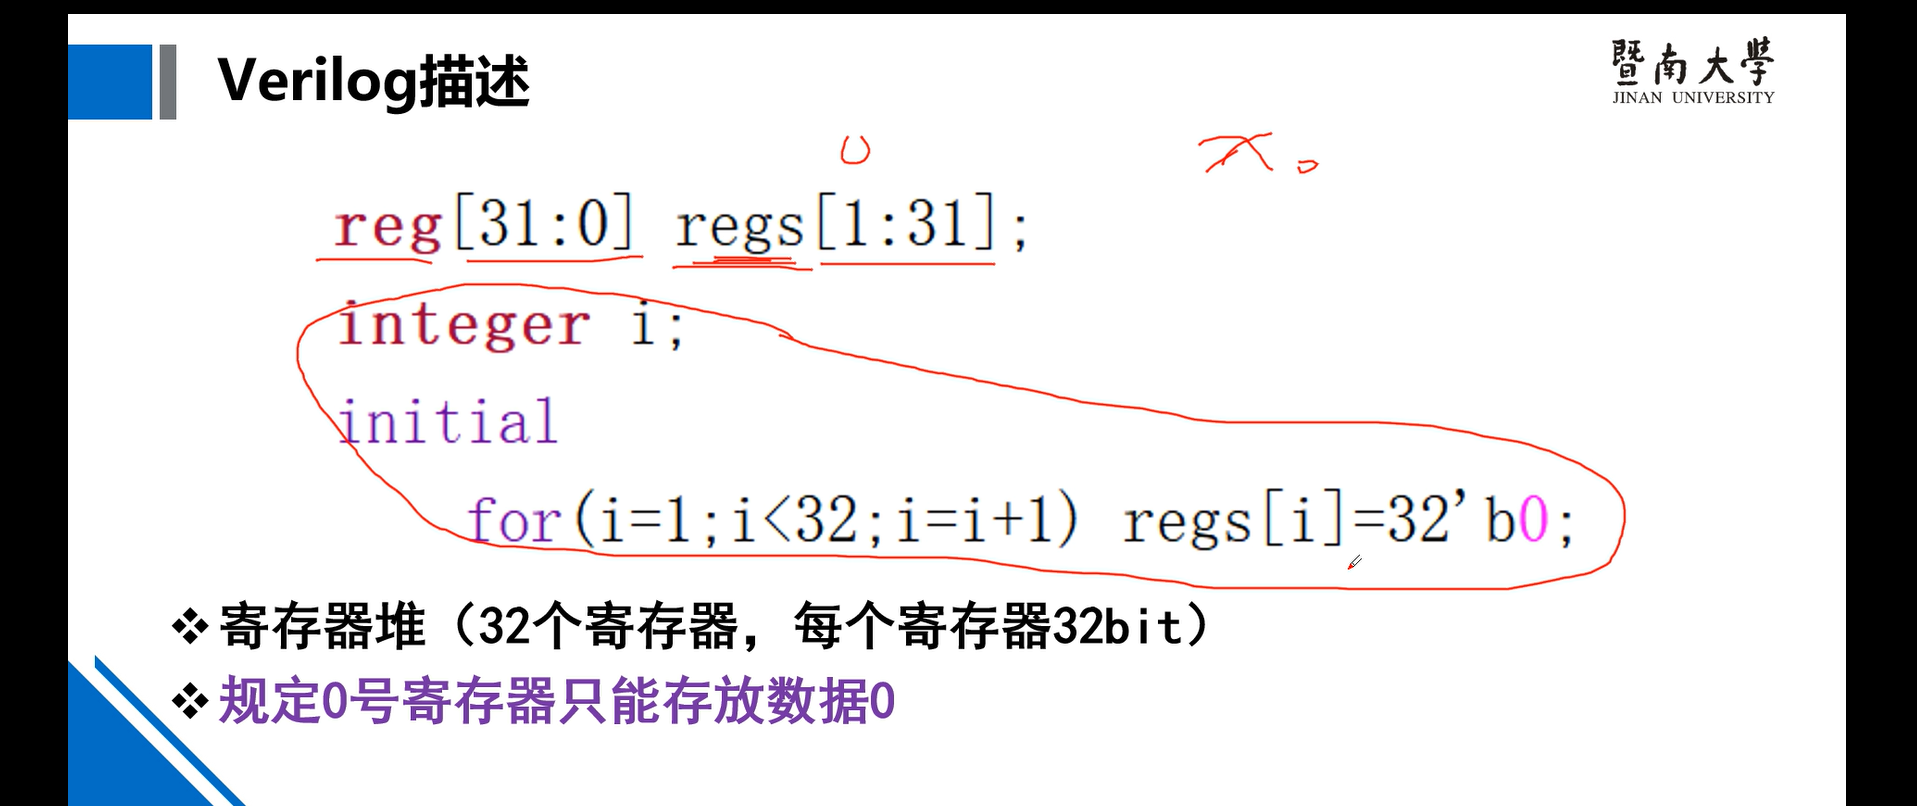 Verilog描述
暨南大學
JINAN UNIVERSITY
0 x0
reg[31:0] regs[1:31];
integer i;
initial
for(i=1;i<32;i=i+1) regs[i]=32'b0;
❖寄存器堆（32个寄存器，每个寄存器32bit）
❖规定0号寄存器只能存放数据0